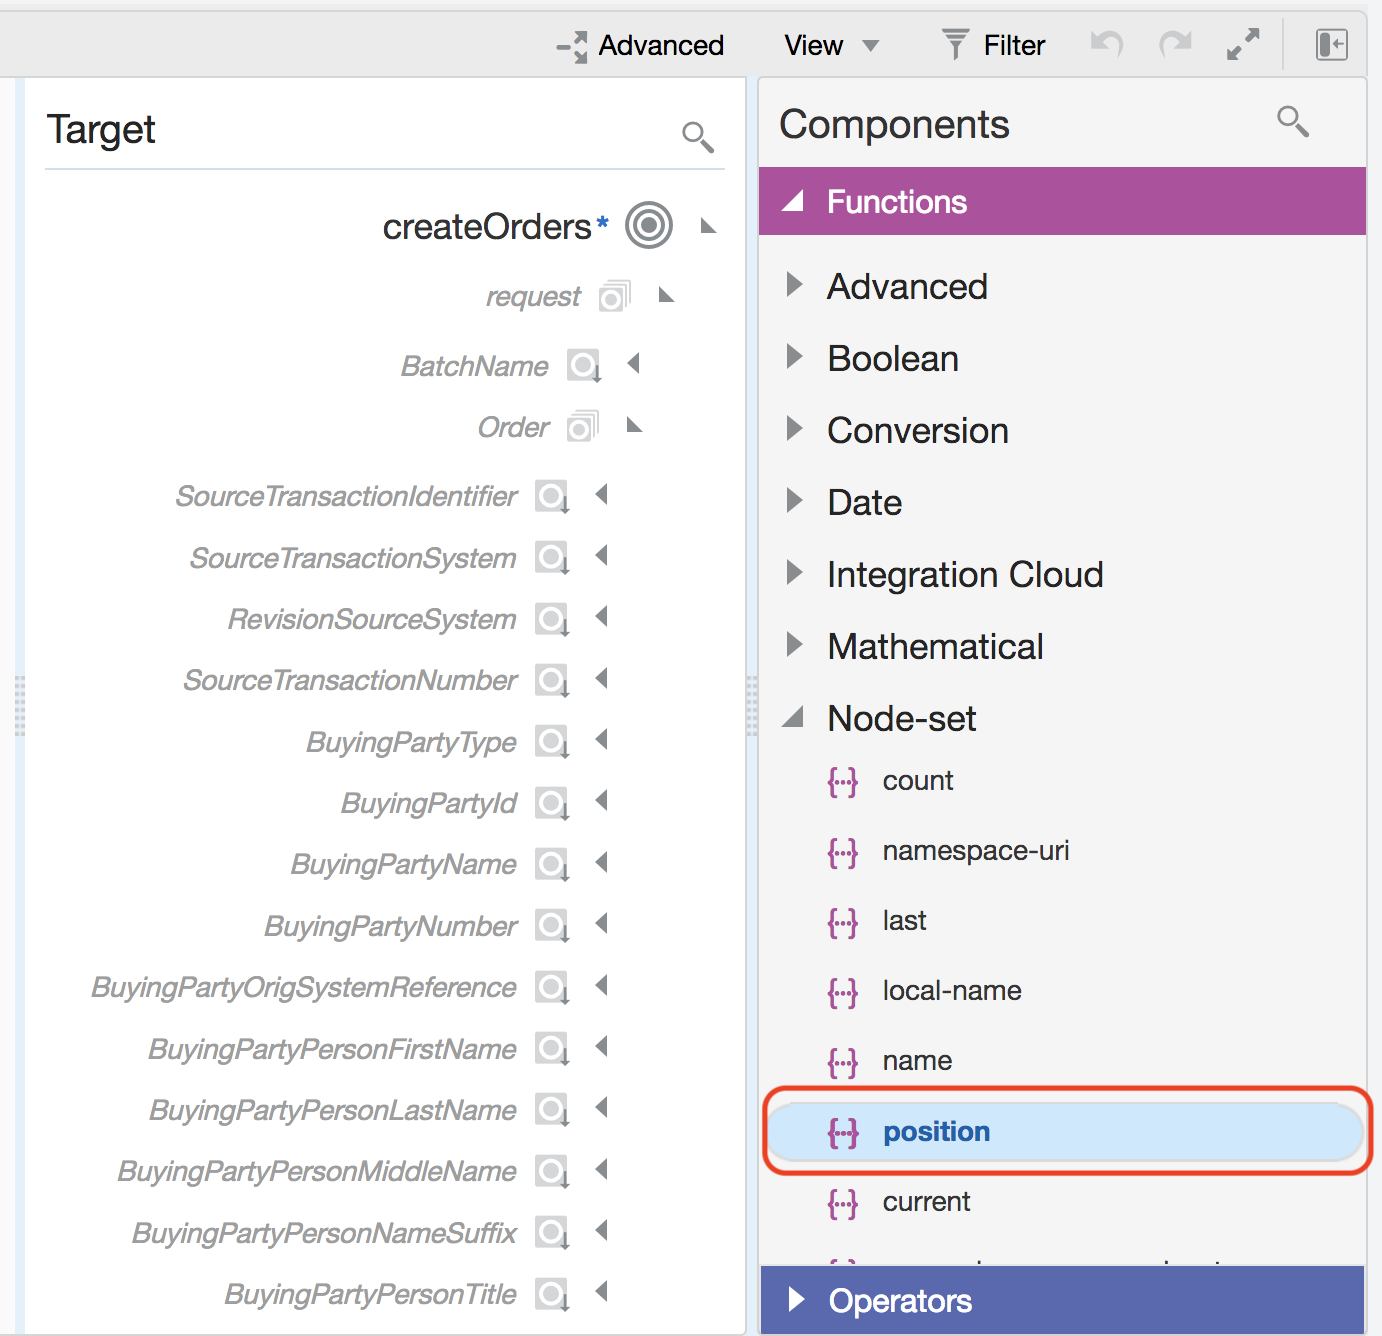 Advanced View Filter
Target
createOrders*
request
BatchName
Order
SourceTransactionIdentifier
SourceTransactionSystem
RevisionSourceSystem
SourceTransactionNumber
BuyingPartyType
BuyingPartyId
BuyingPartyName
BuyingPartyNumber
BuyingPartyOrigSystemReference
BuyingPartyPersonFirstName
BuyingPartyPersonLastName
BuyingPartyPersonMiddleName
BuyingPartyPersonNameSuffix
BuyingPartyPersonTitle
Components
Functions
Advanced
Boolean
Conversion
Date
Integration Cloud
Mathematical
Node-set
count
namespace-uri
last
local-name
name
position
current
Operators